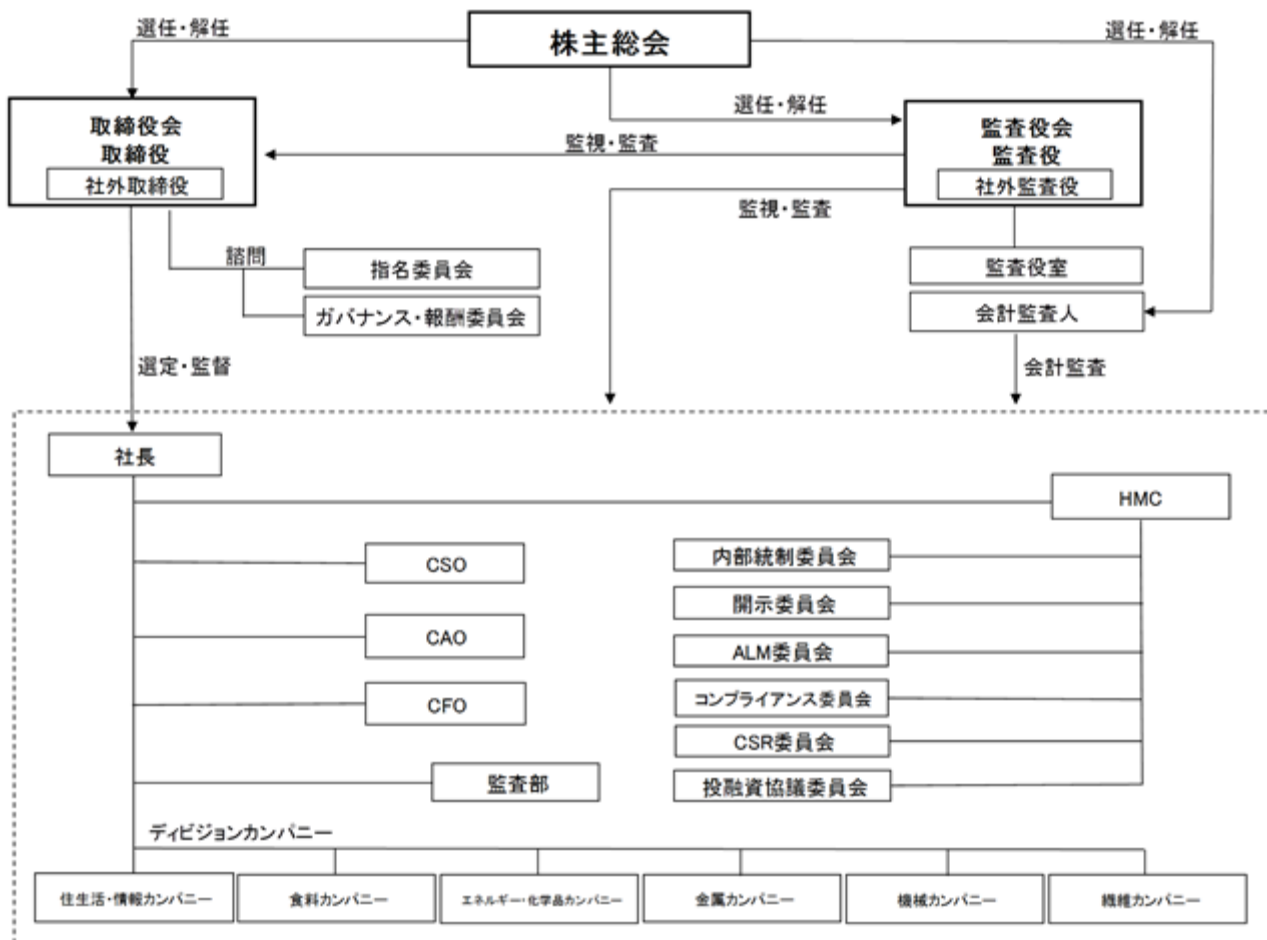 選任・解任
株主総会
選任・解任
選任・解任
取締役会
取締役
社外取締役
監視・監査
監査役会
監査役
社外監査役
監視・監査
諮問
指名委員会
監査役室
ガバナンス・報酬委員会
会計監査人
選定・監督
会計監査
社長
HMC
CSO
内部統制委員会
開示委員会
CAO
ALM委員会
CFO
コンプライアンス委員会
CSR委員会
監査部
投融資協議委員会
ディビジョンカンパニー
住生活・情報カンパニー
食料カンパニー
エネルギー・化学品カンパニー
金属カンパニー
機械カンパニー
繊維カンパニー